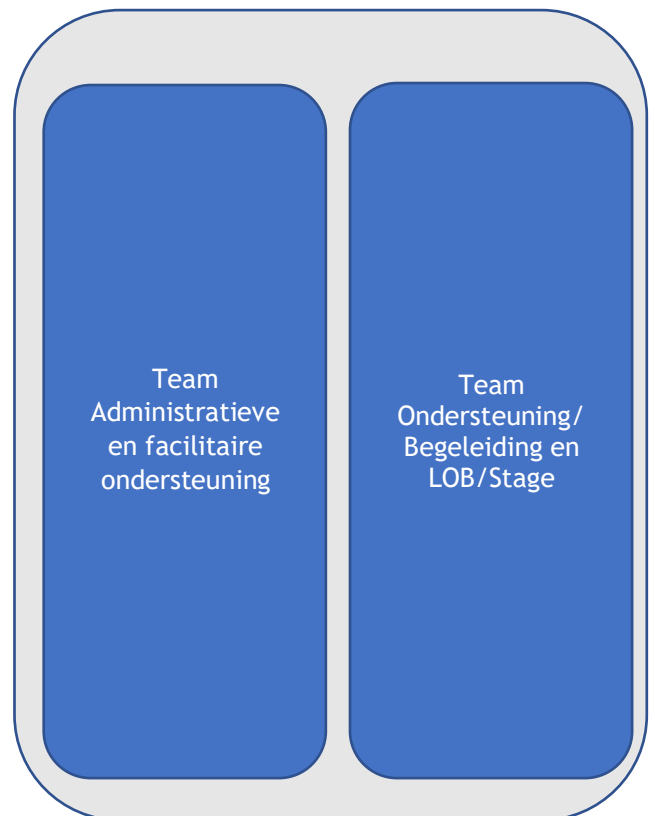 Team
Administratieve
en facilitaire
ondersteuning
Team
Ondersteuning/
Begeleiding en
LOB/Stage